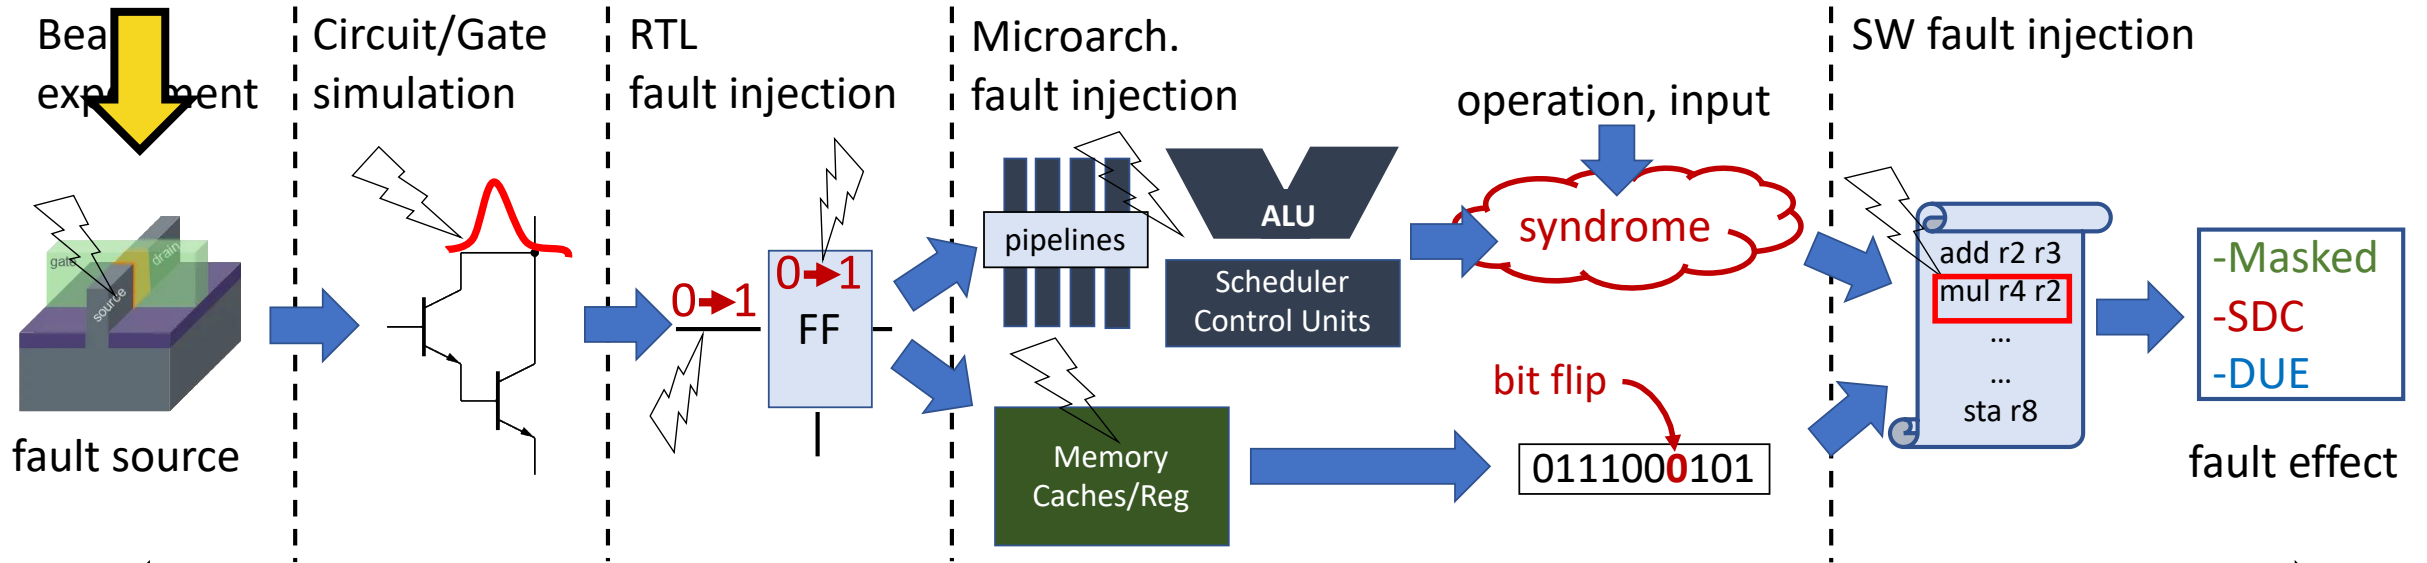 Beam
experiment
Circuit/Gate
simulation
RTL
fault injection
Microarch.
fault injection
SW fault injection
operation, input
gate
drain
source
fault source
0→1
0→1
FF
pipelines
ALU
Scheduler
Control Units
syndrome
Memory
Caches/Reg
bit flip
0111000101
add r2 r3
mul r4 r2
...
...
sta r8
-Masked
-SDC
-DUE
fault effect